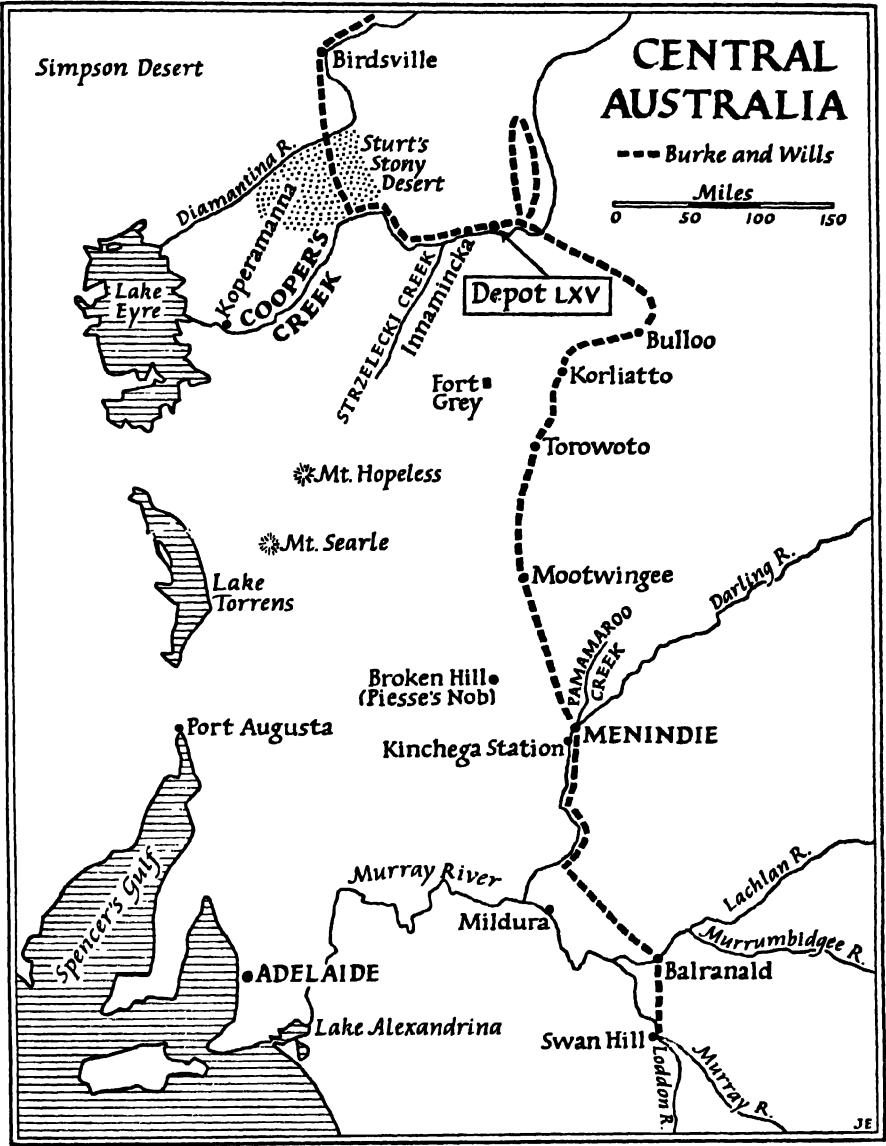 CENTRAL
AUSTRALIA
Burke and Wills
Miles
0 50 100 150
Simpson Desert
Birdsville
Sturt's
Stony
Desert
Diamantina R.
Koperamanna
COOPER'S
CREEK
Lake
Eyre
STRZELECKI CREEK
Innamincka
Depot LXV
Bulloo
Korliatto
Fort
Grey
Torowoto
Mt. Hopeless
Mt. Searle
Lake
Torrens
Mootwingee
Darling R.
PAMAMAROO
CREEK
Broken Hill
(Piesse's Nob)
Port Augusta
Kinchega Station
MENINDIE
Spencer's Gulf
Murray River
Mildura
Lachlan R.
Murrumbidgee R.
Balranald
ADELAIDE
Lake Alexandrina
Swan Hill
Loddon R.
Murray R.
JE